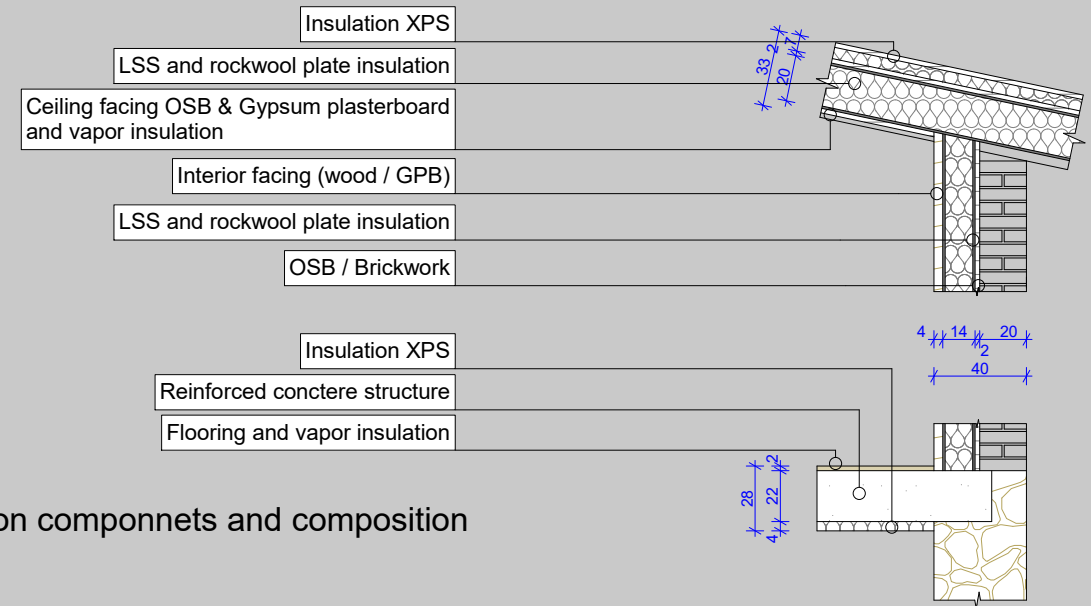 Insulation XPS
LSS and rockwool plate insulation
Ceiling facing OSB & Gypsum plasterboard
and vapor insulation
Interior facing (wood / GPB)
LSS and rockwool plate insulation
OSB / Brickwork
33 2 7
20
4 14 20
2
40
Insulation XPS
Reinforced conctere structure
Flooring and vapor insulation
28 2
22
4
on componnets and composition